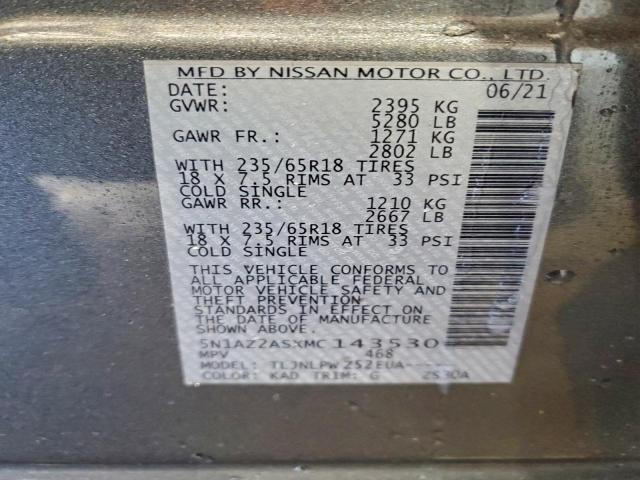 MFD BY NISSAN MOTOR CO., LTD.
DATE: 06/21
GVWR: 2395 KG
5280 LB
GAWR FR.: 1271 KG
2802 LB
WITH 235/65R18 TIRES
18 X 7.5 RIMS AT 33 PSI
COLD SINGLE
GAWR RR.: 1210 KG
2667 LB
WITH 235/65R18 TIRES
18 X 7.5 RIMS AT 33 PSI
COLD SINGLE
THIS VEHICLE CONFORMS TO
ALL APPLICABLE FEDERAL
MOTOR VEHICLE SAFETY AND
THEFT PREVENTION
STANDARDS IN EFFECT ON
THE DATE OF MANUFACTURE
SHOWN ABOVE.
5N1AZ2ASXMC143530
MPV 468
MODEL: TLJNLPWZ52EUA-----
COLOR: KAD TRIM: G Z530A